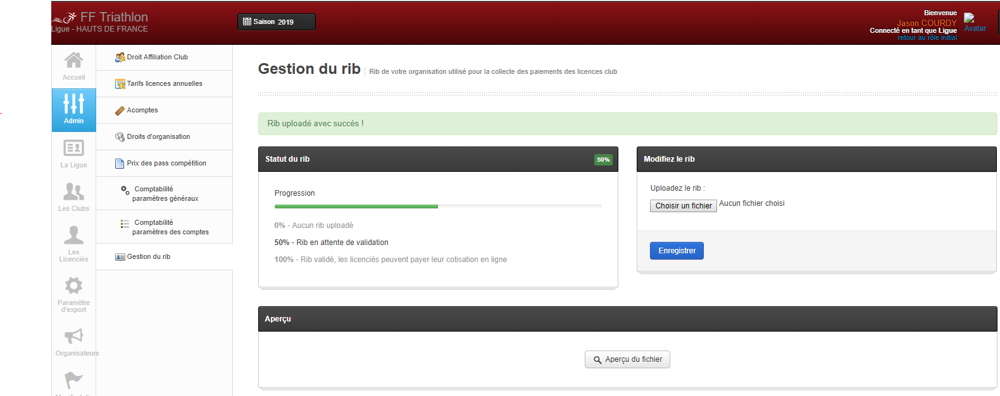 FF Triathlon
Ligue - HAUTS DE FRANCE
Saison 2019
Bienvenue
Jason COURDY
Connecté en tant que Ligue
retour au rôle initial
Avatar
Accueil
Admin
La Ligue
Les Clubs
Les
Licenciés
Paramètre
d'export
Organisateurs
Droit Affiliation Club
Tarifs licences annuelles
Acomptes
Droits d'organisation
Prix des pass compétition
Comptabilité
paramètres généraux
Comptabilité
paramètres des comptes
Gestion du rib
Gestion du rib
Rib de votre organisation utilisé pour la collecte des paiements des licences club
Rib uploadé avec succès !
Statut du rib
50%
Progression
0% - Aucun rib uploadé
50% - Rib en attente de validation
100% - Rib validé, les licenciés peuvent payer leur cotisation en ligne
Modifiez le rib
Uploadez le rib :
Choisir un fichier Aucun fichier choisi
Enregistrer
Aperçu
Aperçu du fichier